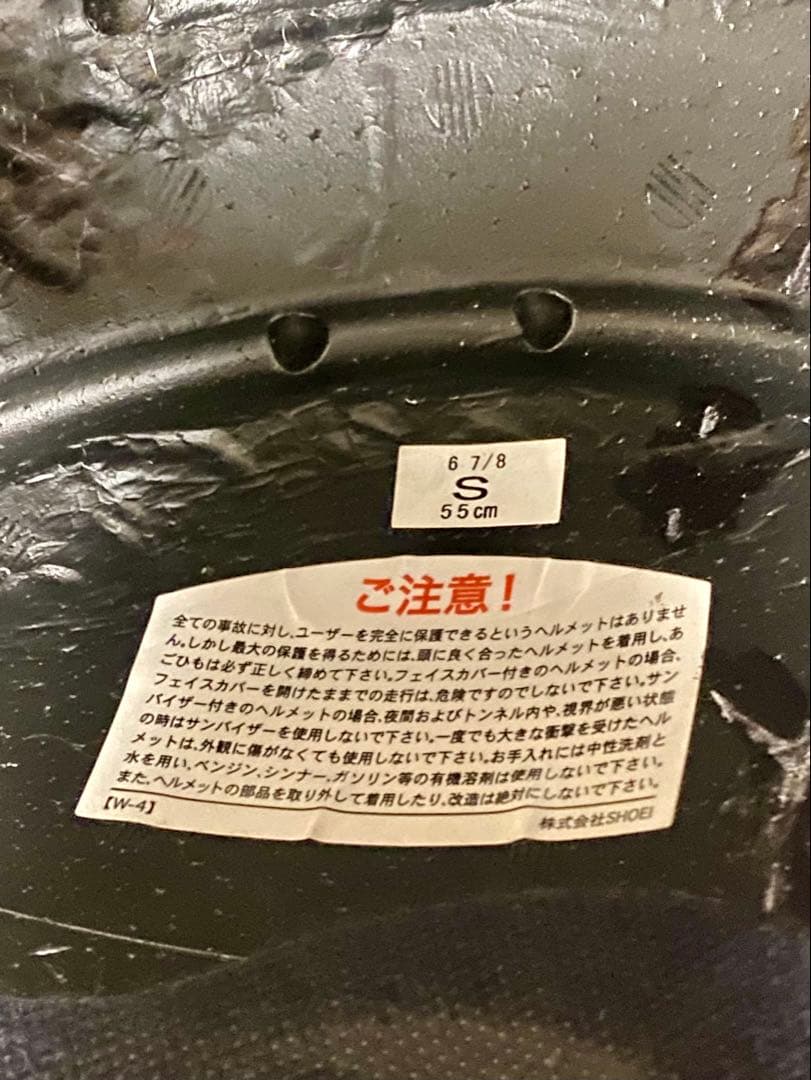 6 7/8
S
55cm
ご注意!
全ての事故に対し、ユーザーを完全に保護できるというヘルメットはありませ
ん。しかし最大の保護を得るためには、頭に良く合ったヘルメットを着用し、あ
ごひもは必ず正しく締めて下さい。フェイスカバー付きのヘルメットの場合、
フェイスカバーを開けたままでの走行は、危険ですのでしないで下さい。サン
バイザー付きのヘルメットの場合、夜間およびトンネル内や、視界が悪い状態
の時はサンバイザーを使用しないで下さい。一度でも大きな衝撃を受けたヘル
メットは、外観に傷がなくても使用しないで下さい。お手入れには中性洗剤と
水を用い、ベンジン、シンナー、ガソリン等の有機溶剤は使用しないで下さい。
また、ヘルメットの部品を取り外して着用したり、改造は絶対にしないで下さい。
【W-4】
株式会社SHOEI